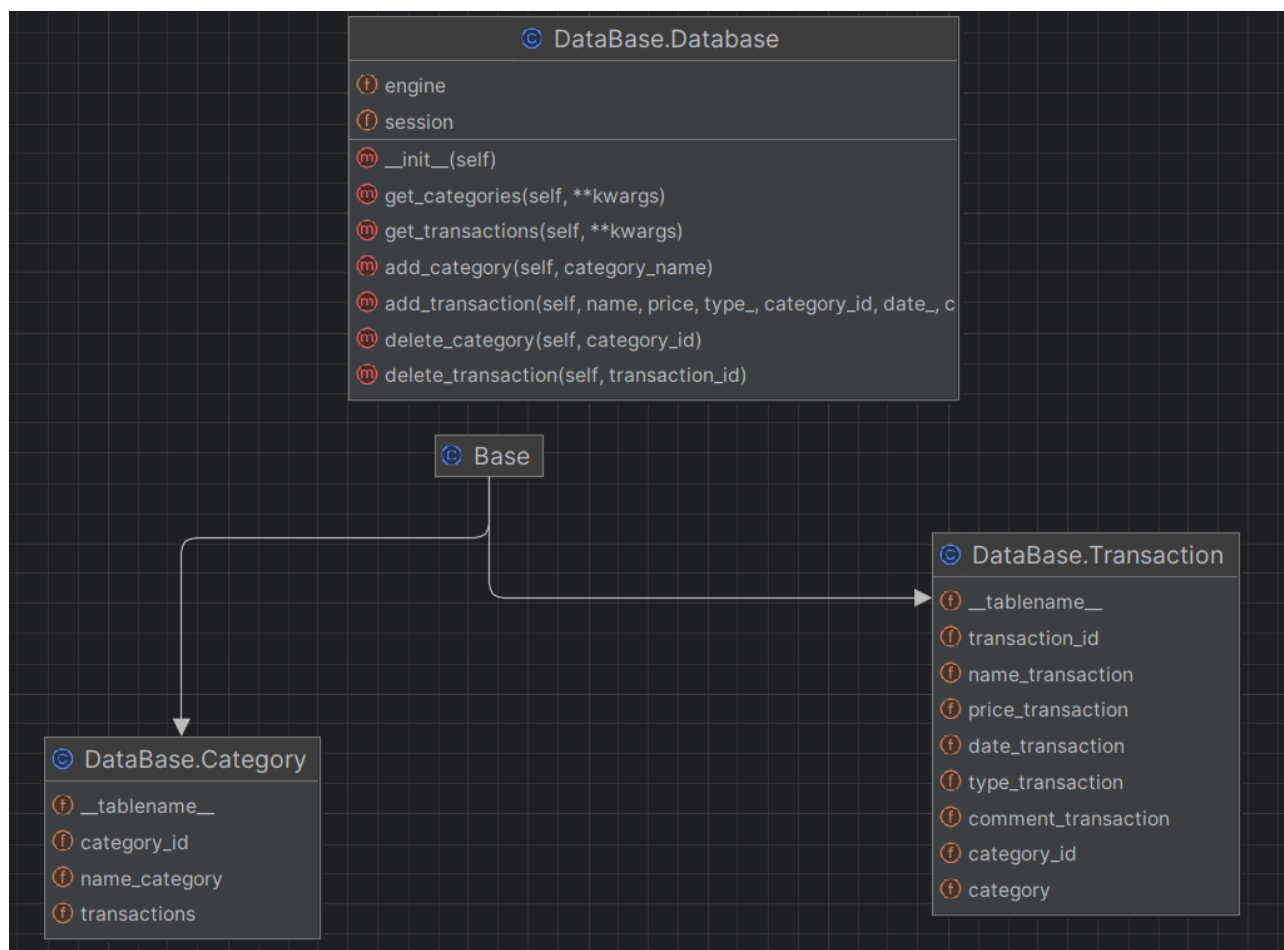 DataBase.Database
engine
session
__init__(self)
get_categories(self, **kwargs)
get_transactions(self, **kwargs)
add_category(self, category_name)
add_transaction(self, name, price, type_, category_id, date_, c
delete_category(self, category_id)
delete_transaction(self, transaction_id)
Base
DataBase.Transaction
__tablename__
transaction_id
name_transaction
price_transaction
date_transaction
type_transaction
comment_transaction
category_id
category
DataBase.Category
__tablename__
category_id
name_category
transactions